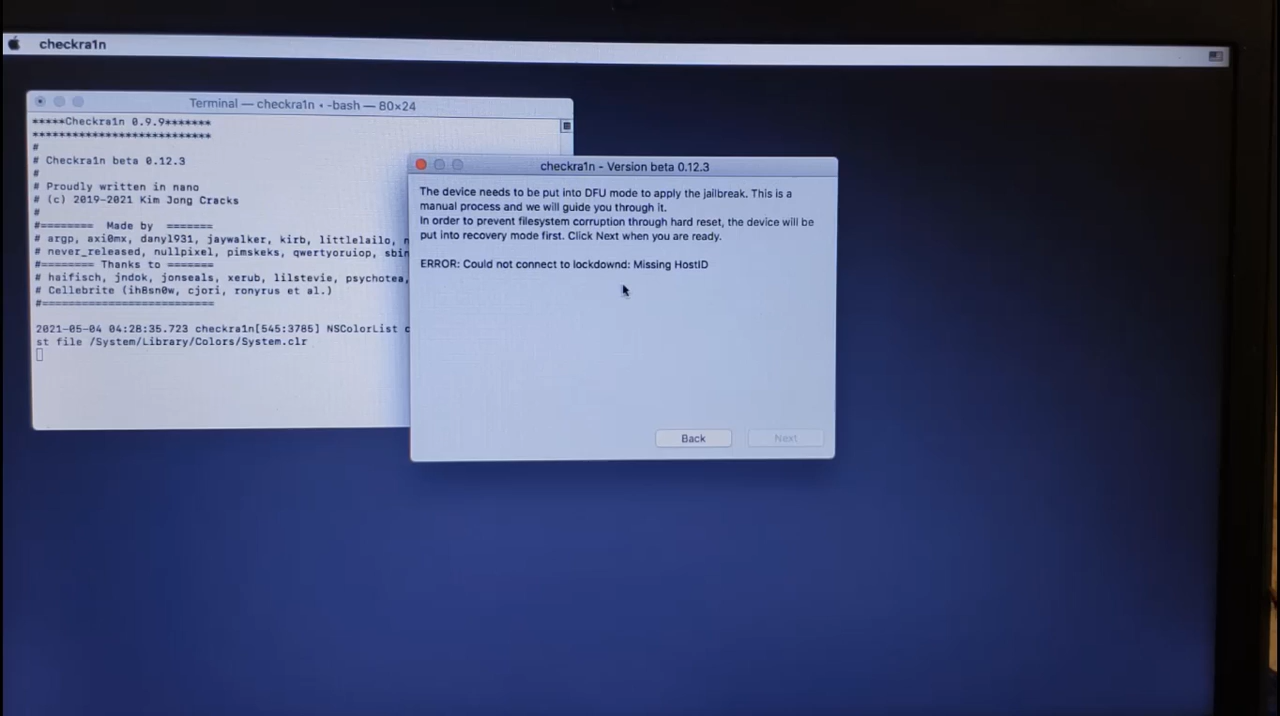 checkra1n
Terminal — checkra1n • -bash — 80×24
*****Checkra1n 0.9.9*******
***************************
#
# Checkra1n beta 0.12.3
#
# Proudly written in nano
# (c) 2019-2021 Kim Jong Cracks
#
#======== Made by =======
# argp, axi0mx, danyl931, jaywalker, kirb, littlelailo, n
# never_released, nullpixel, pimskeks, qwertyoruiop, sbin
#======== Thanks to =======
# haifisch, jndok, jonseals, xerub, lilstevie, psychotea,
# Cellebrite (ih8sn0w, cjori, ronyrus et al.)
#==========================
2021-05-04 04:28:35.723 checkra1n[545:3785] NSColorList c
st file /System/Library/Colors/System.clr
checkra1n - Version beta 0.12.3
The device needs to be put into DFU mode to apply the jailbreak. This is a
manual process and we will guide you through it.
In order to prevent filesystem corruption through hard reset, the device will be
put into recovery mode first. Click Next when you are ready.
ERROR: Could not connect to lockdownd: Missing HostID
Back Next